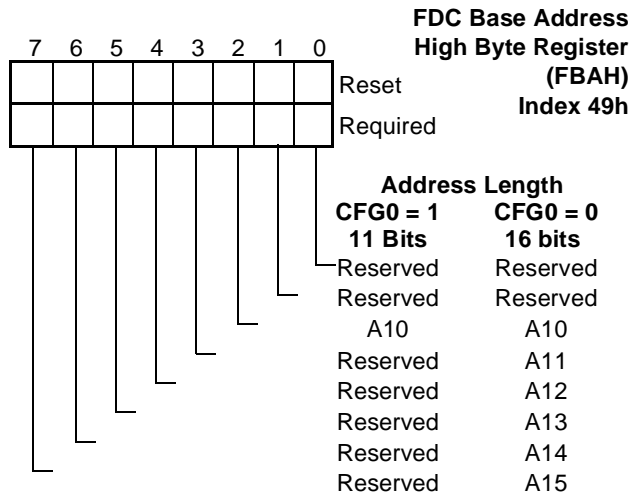 FDC Base Address
High Byte Register
(FBAH)
Index 49h
7 6 5 4 3 2 1 0
Reset
Required
Address Length
CFG0 = 1 CFG0 = 0
11 Bits 16 bits
Reserved Reserved
Reserved Reserved
A10 A10
Reserved A11
Reserved A12
Reserved A13
Reserved A14
Reserved A15